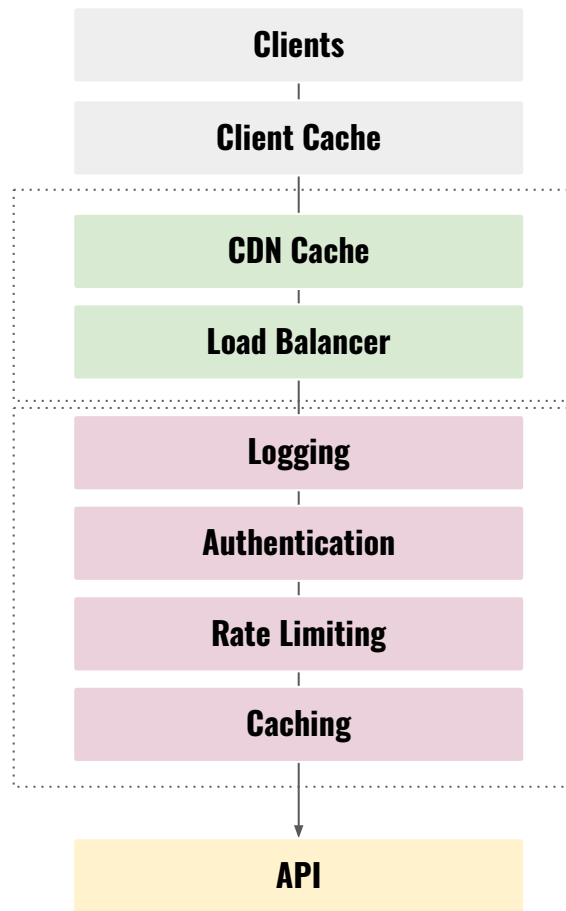 Clients
Client Cache
CDN Cache
Load Balancer
Logging
Authentication
Rate Limiting
Caching
API